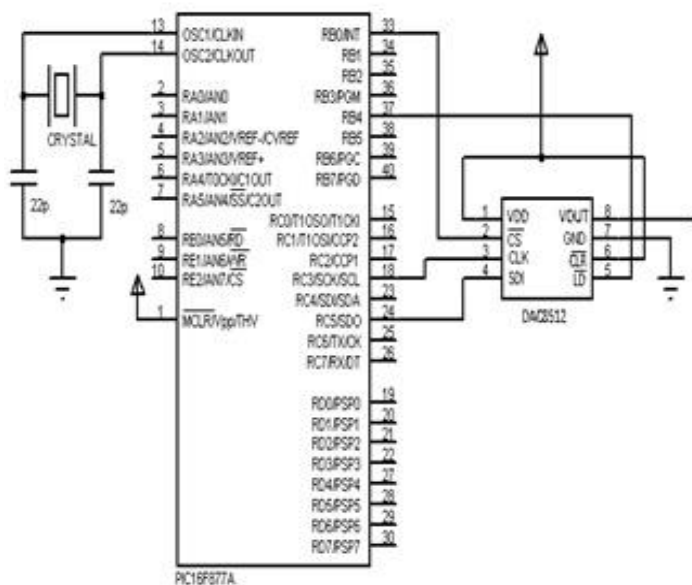 13 OSC1/CLKIN
14 OSC2/CLKOUT
2 RA0/AN0
3 RA1/AN1
4 RA2/AN2/VREF-/CVREF
5 RA3/AN3/VREF+
6 RA4/T0CKI/C1OUT
7 RA5/AN4/SS/C2OUT
8 RE0/AN5/RD
9 RE1/AN6/WR
10 RE2/AN7/CS
1 MCLR/Vpp/THV
RB0/INT 33
RB1 34
RB2 35
RB3/PGM 36
RB4 37
RB5 38
RB6/PGC 39
RB7/PGD 40
RC0/T1OSO/T1CKI 15
RC1/T1OSI/CCP2 16
RC2/CCP1 17
RC3/SCK/SCL 18
RC4/SDI/SDA 23
RC5/SDO 24
RC6/TX/CK 25
RC7/RX/DT 26
RD0/PSP0 19
RD1/PSP1 20
RD2/PSP2 21
RD3/PSP3 22
RD4/PSP4 27
RD5/PSP5 28
RD6/PSP6 29
RD7/PSP7 30
PIC16F877A
CRYSTAL
22p
22p
1 VDD
2 CS
3 CLK
4 SDI
VOUT 8
GND 7
CLR 6
LD 5
DAC8512